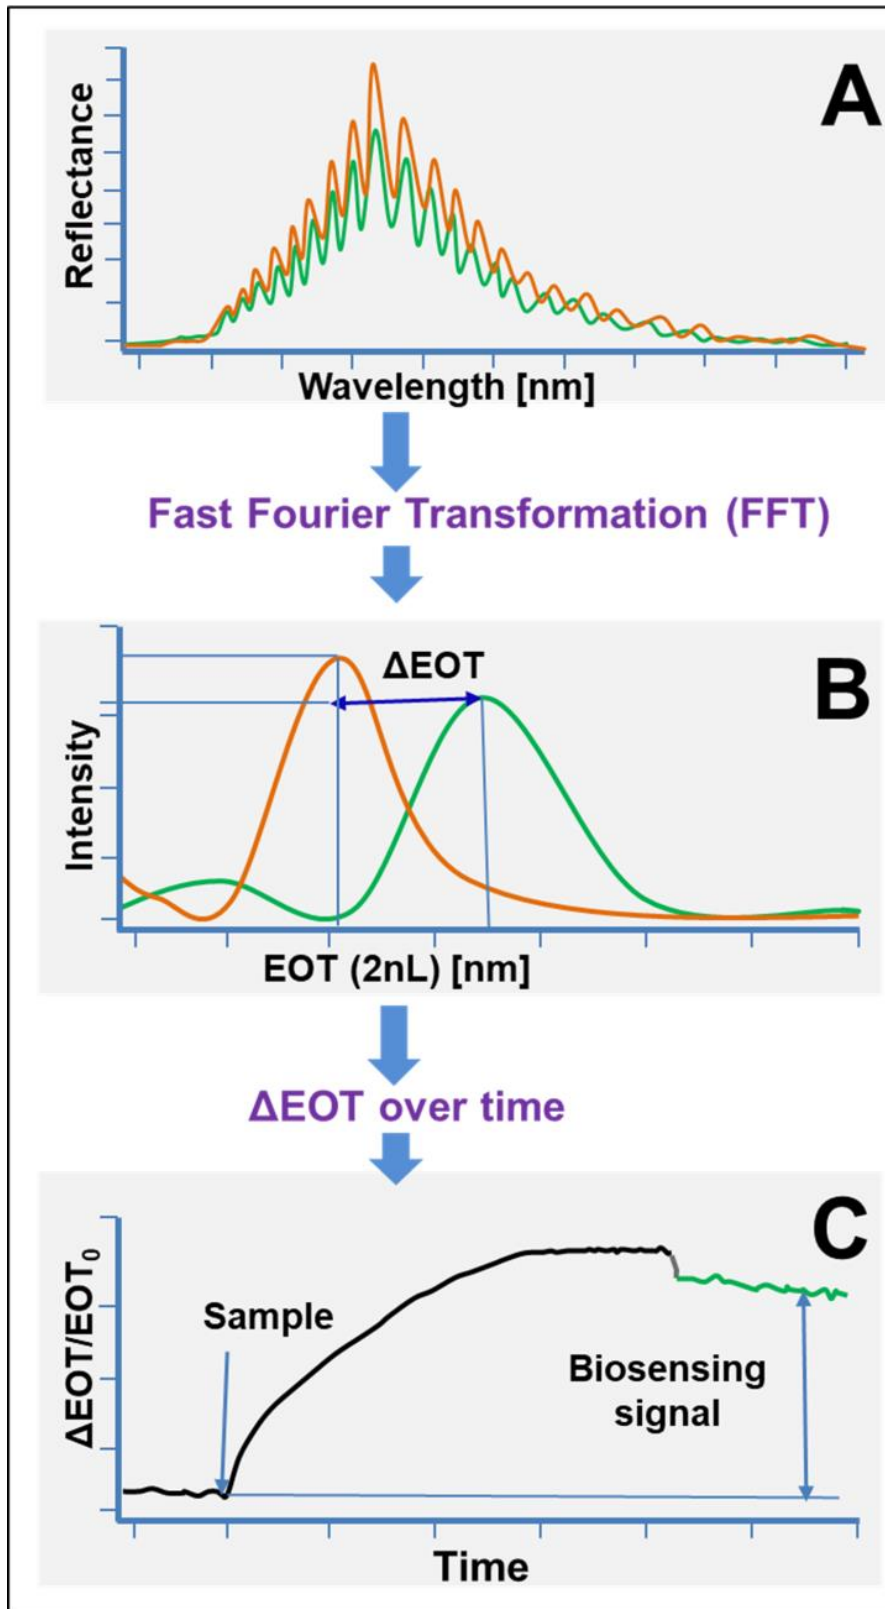 A
Reflectance
Wavelength [nm]
Fast Fourier Transformation (FFT)
B
ΔEOT
Intensity
EOT (2nL) [nm]
ΔEOT over time
C
ΔEOT/EOT₀
Sample
Biosensing
signal
Time